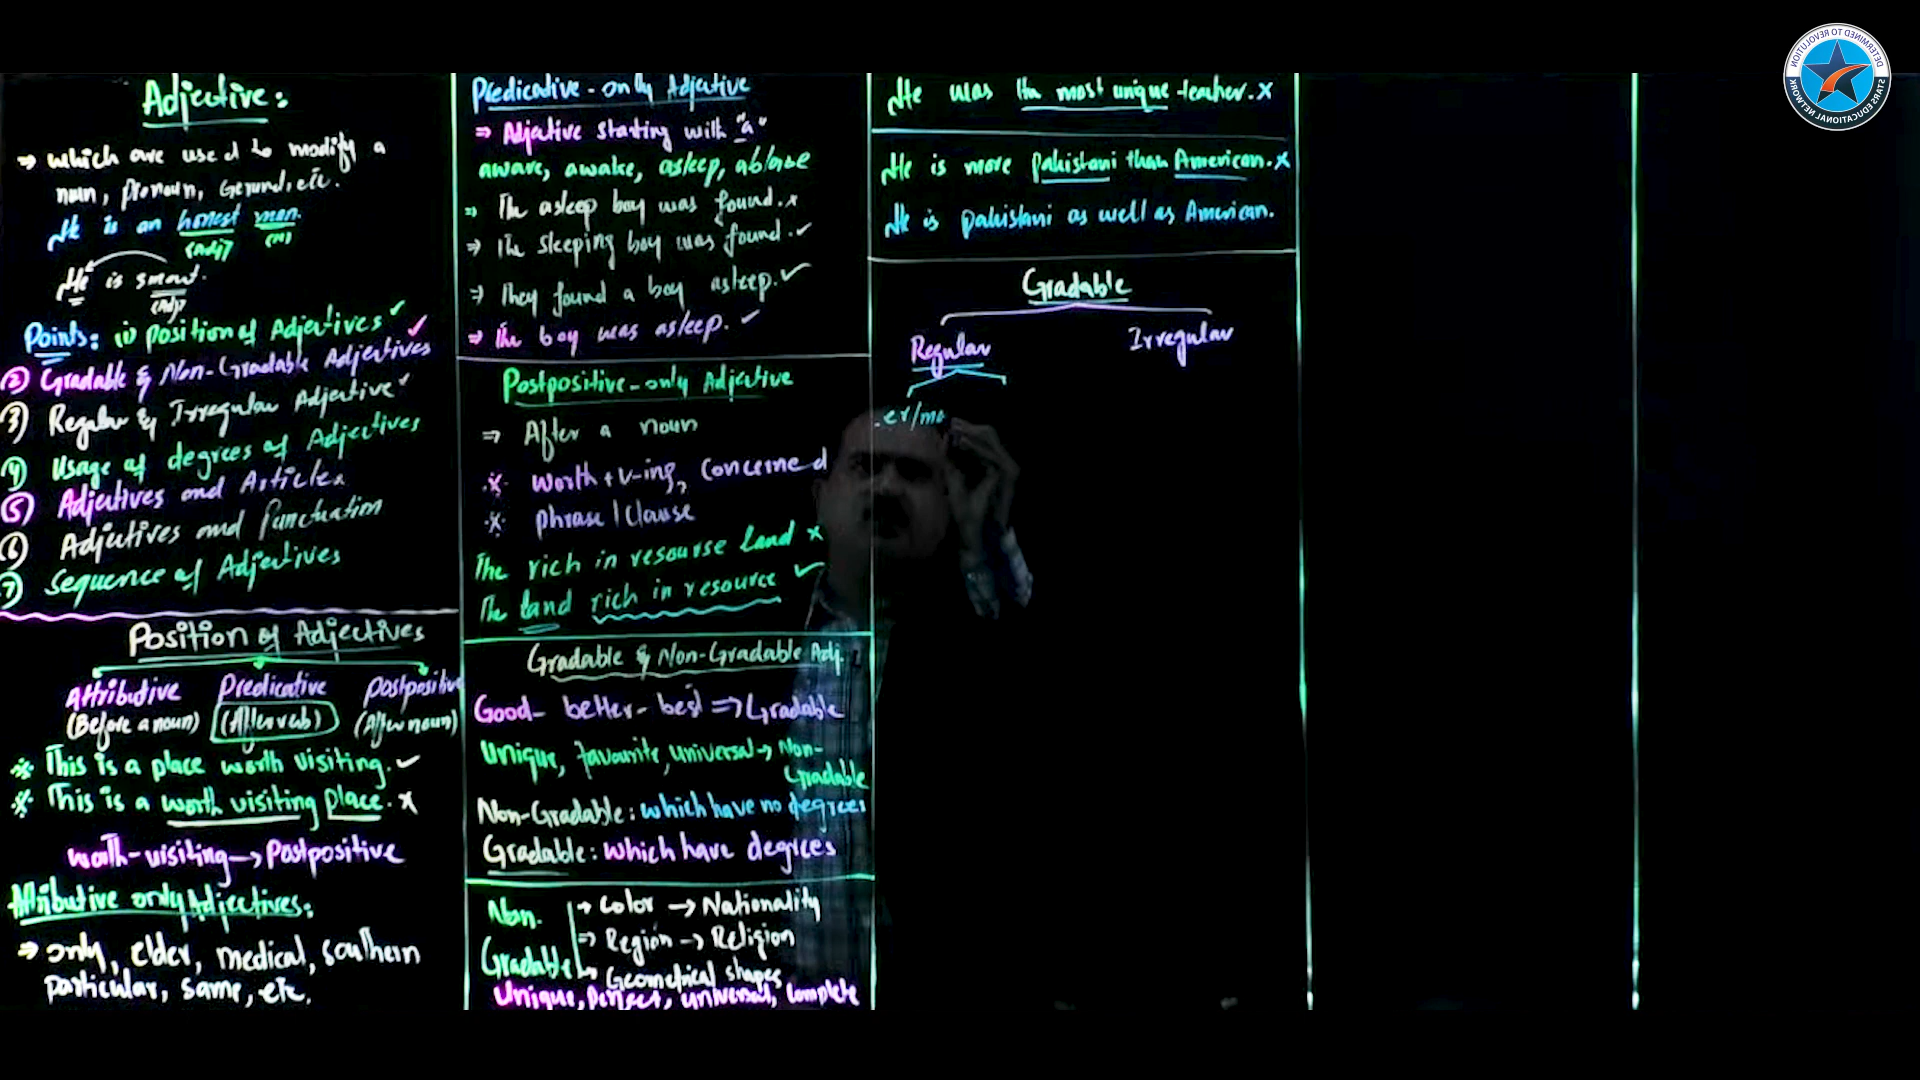 Adjective:
⇒ which are used to modify a
noun, pronoun, Gerund, etc.
He is an honest man.
(Adj) (N)
He is smart.
(Adj)
Points: (1) position of Adjectives ✓
② Gradable & Non-Gradable Adjectives ✓
③ Regular & Irregular Adjective ✓
④ Usage of degrees of Adjectives
⑤ Adjectives and Articles
⑥ Adjectives and Punctuation
⑦ Sequence of Adjectives
Position of Adjectives
Attributive Predicative Postpositive
(Before a noun) (After verb) (After noun)
※ This is a place worth visiting. ✓
※ This is a worth visiting place. ×
worth-visiting → Postpositive
Attributive only Adjectives:
⇒ only, elder, medical, southern
particular, same, etc.
Predicative-only Adjective
⇒ Adjective starting with "a"
aware, awake, asleep, ablaze
⇒ The asleep boy was found. ×
⇒ The sleeping boy was found. ✓
⇒ They found a boy asleep. ✓
⇒ The boy was asleep. ✓
Postpositive-only Adjective
⇒ After a noun
※ worth + v-ing, concerned
※ phrase / clause
The rich in resourse land ×
The land rich in resource ✓
Gradable & Non-Gradable Adj.
Good- better- best ⇒ Gradable
Unique, favourite, universal → Non-
Gradable
Non-Gradable: which have no degrees
Gradable: which have degrees
Non. → Color → Nationality
⇒ Region → Religion
Gradable → Geometrical shapes
Unique, perfect, universal, complete
He was the most unique teacher. ×
He is more pakistani than American. ×
He is pakistani as well as American.
Gradable
Regular Irregular
er/mo
DETERMINED TO REVOLUTION
STARS EDUCATIONAL NETWORK